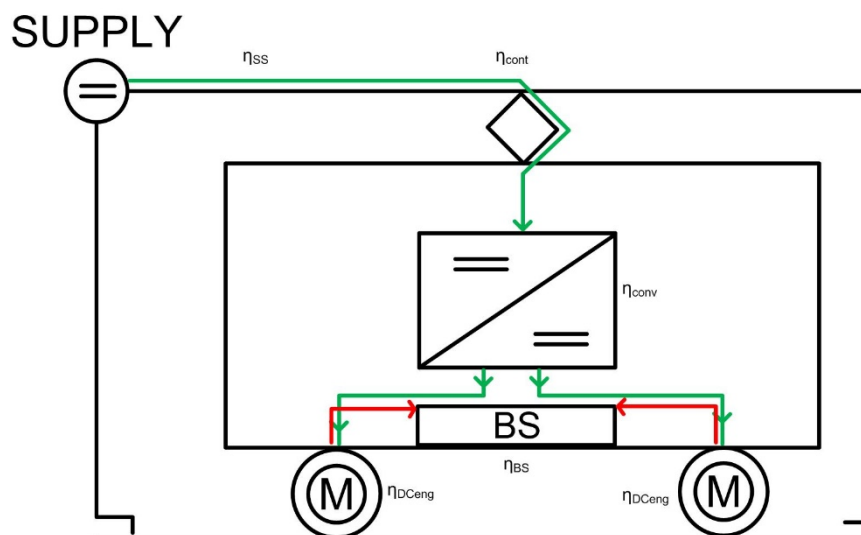 SUPPLY
ηSS
ηcont
ηconv
BS
ηBS
M
ηDCeng
M
ηDCeng